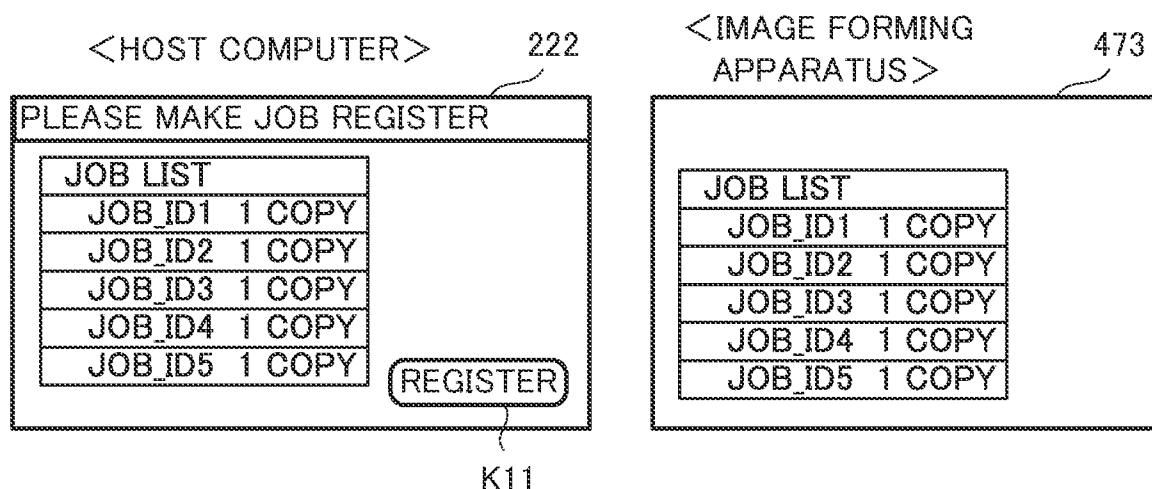 <HOST COMPUTER>
222
PLEASE MAKE JOB REGISTER
JOB LIST
JOB_ID1 1 COPY
JOB_ID2 1 COPY
JOB_ID3 1 COPY
JOB_ID4 1 COPY
JOB_ID5 1 COPY
REGISTER
K11
<IMAGE FORMING
APPARATUS>
473
JOB LIST
JOB_ID1 1 COPY
JOB_ID2 1 COPY
JOB_ID3 1 COPY
JOB_ID4 1 COPY
JOB_ID5 1 COPY